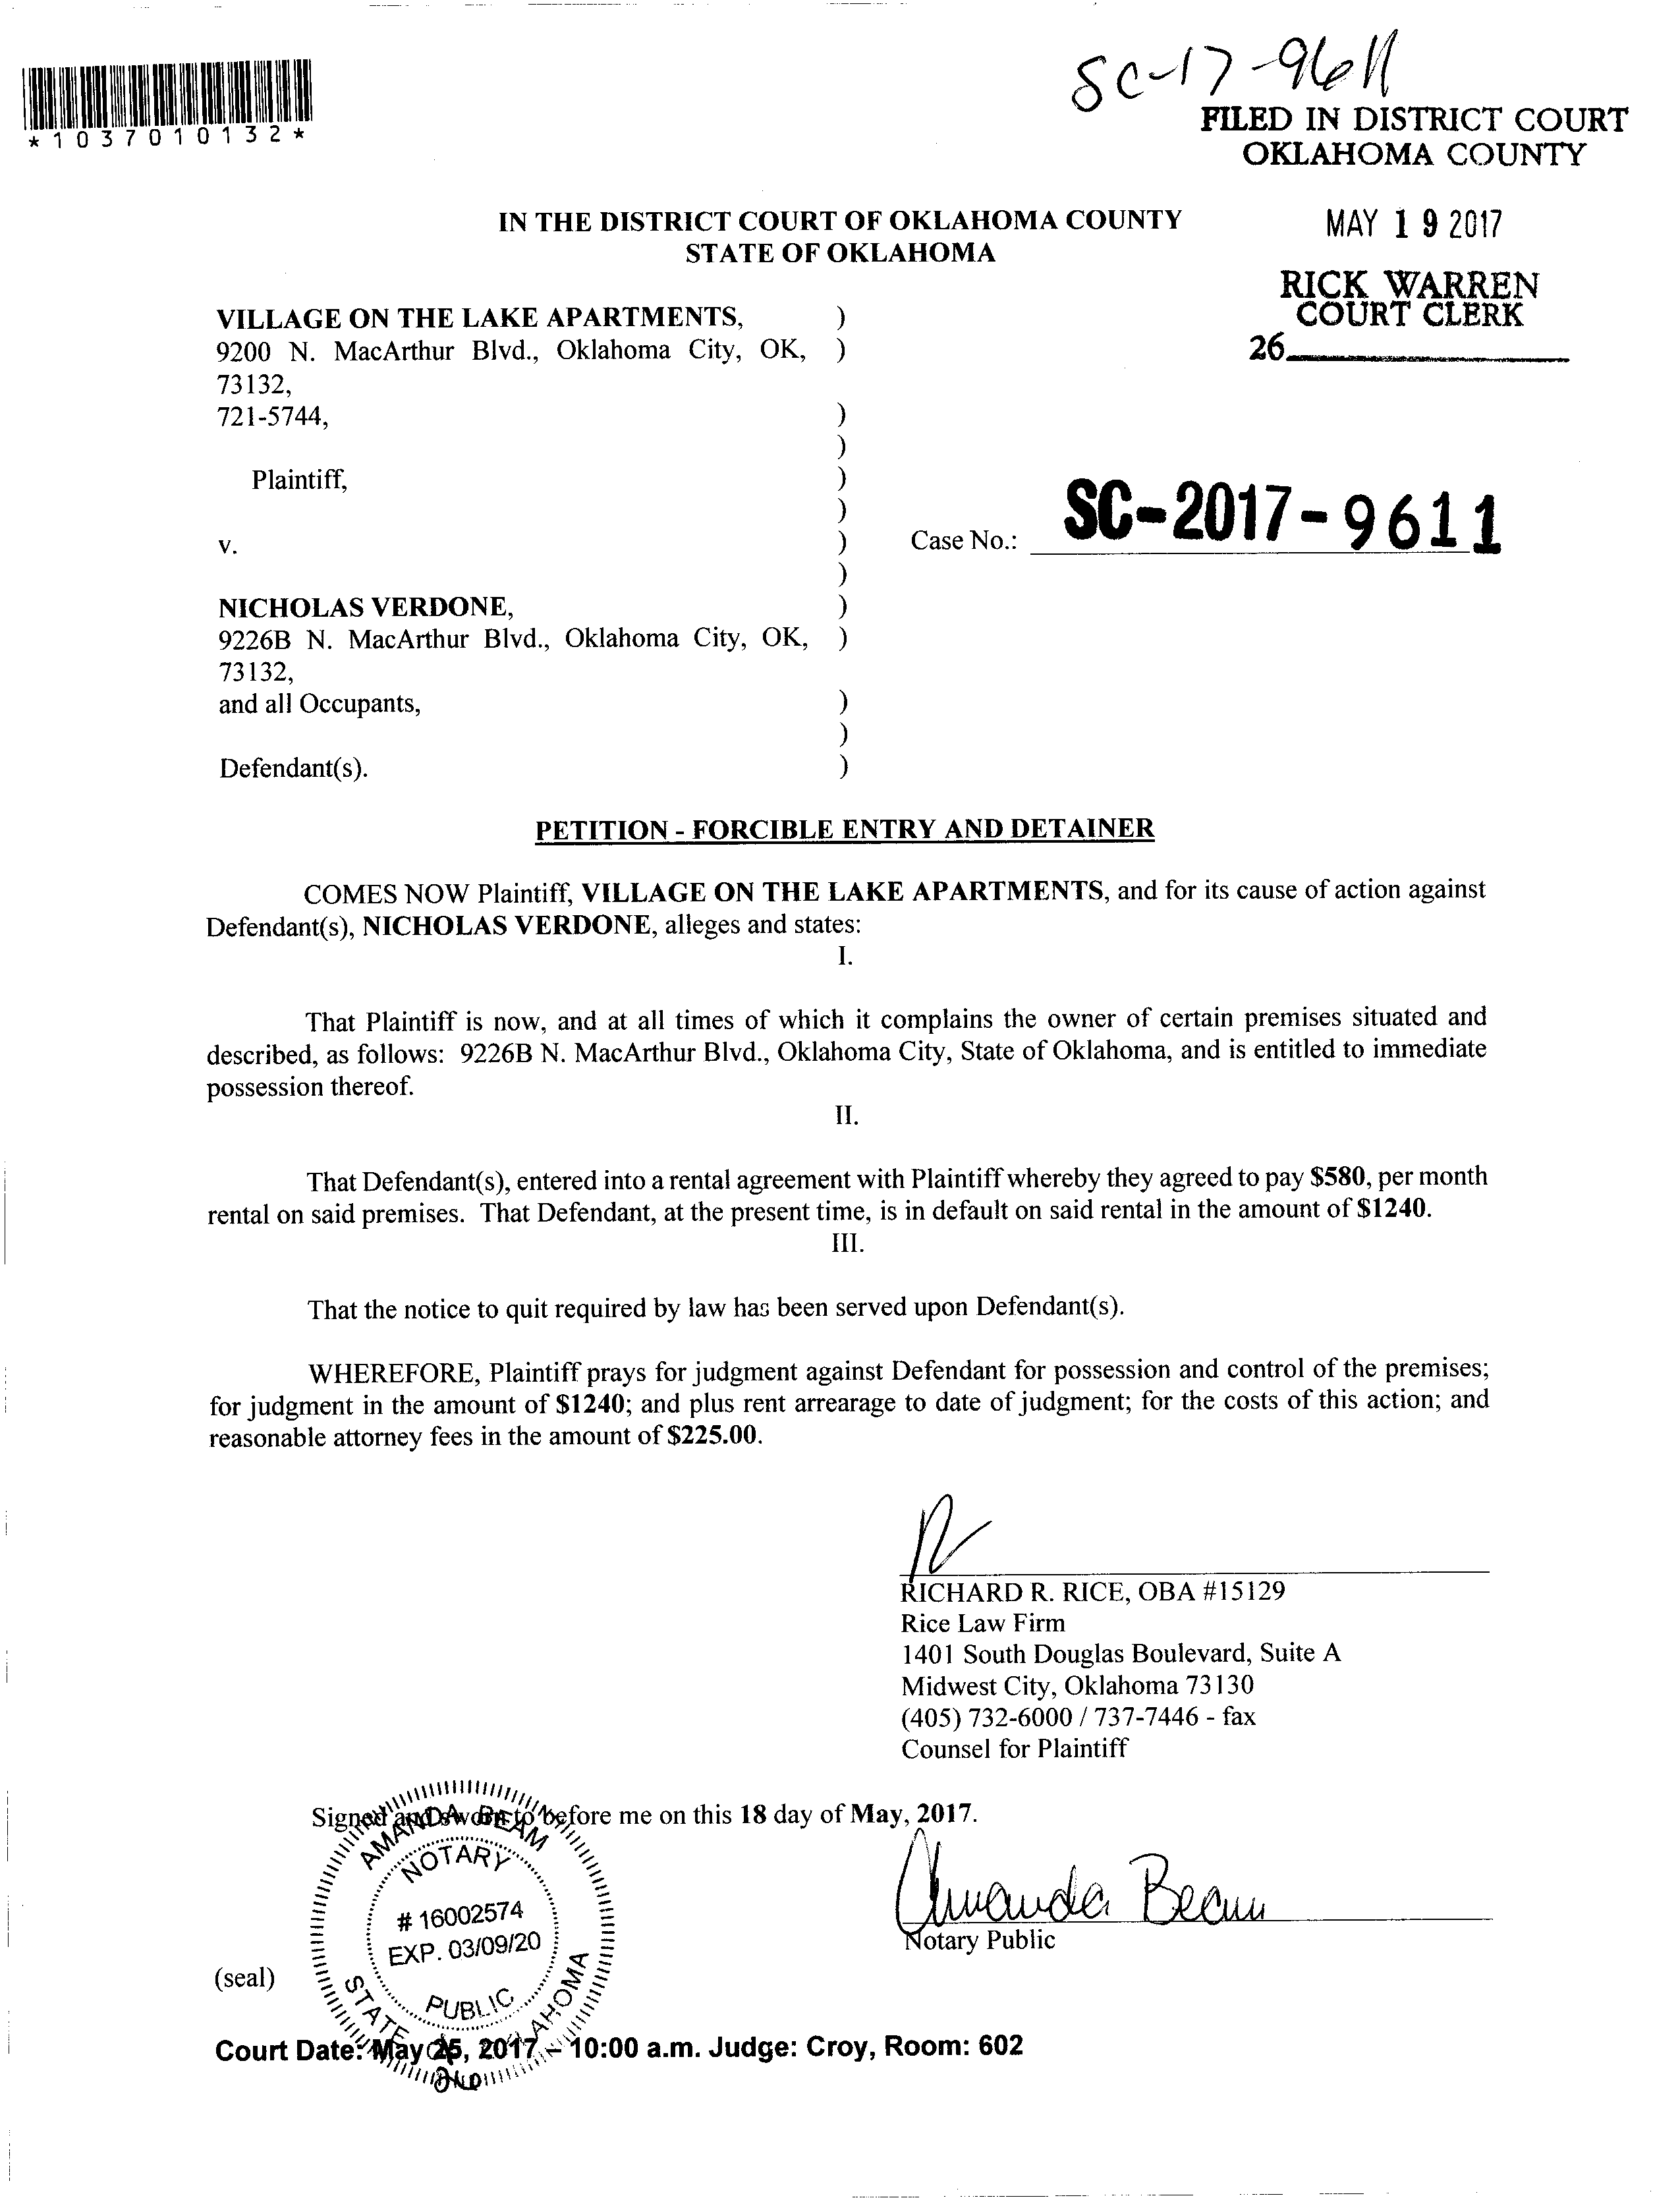 SC-17-9611
*1037010132*
FILED IN DISTRICT COURT
OKLAHOMA COUNTY
MAY 19 2017
RICK WARREN
COURT CLERK
26
IN THE DISTRICT COURT OF OKLAHOMA COUNTY
STATE OF OKLAHOMA
VILLAGE ON THE LAKE APARTMENTS, )
9200 N. MacArthur Blvd., Oklahoma City, OK, )
73132,
721-5744, )
)
Plaintiff, )
)
v. ) Case No.: SC-2017-9611
)
NICHOLAS VERDONE, )
9226B N. MacArthur Blvd., Oklahoma City, OK, )
73132,
and all Occupants, )
)
Defendant(s). )
PETITION - FORCIBLE ENTRY AND DETAINER
COMES NOW Plaintiff, VILLAGE ON THE LAKE APARTMENTS, and for its cause of action against
Defendant(s), NICHOLAS VERDONE, alleges and states:
I.
That Plaintiff is now, and at all times of which it complains the owner of certain premises situated and
described, as follows: 9226B N. MacArthur Blvd., Oklahoma City, State of Oklahoma, and is entitled to immediate
possession thereof.
II.
That Defendant(s), entered into a rental agreement with Plaintiff whereby they agreed to pay $580, per month
rental on said premises. That Defendant, at the present time, is in default on said rental in the amount of $1240.
III.
That the notice to quit required by law has been served upon Defendant(s).
WHEREFORE, Plaintiff prays for judgment against Defendant for possession and control of the premises;
for judgment in the amount of $1240; and plus rent arrearage to date of judgment; for the costs of this action; and
reasonable attorney fees in the amount of $225.00.
RICHARD R. RICE, OBA #15129
Rice Law Firm
1401 South Douglas Boulevard, Suite A
Midwest City, Oklahoma 73130
(405) 732-6000 / 737-7446 - fax
Counsel for Plaintiff
Signed and sworn to before me on this 18 day of May, 2017.
AMANDA BEAM
NOTARY
# 16002574
EXP. 03/09/20
PUBLIC
STATE OF OKLAHOMA
Amanda Beam
Notary Public
(seal)
Court Date: May 25, 2017 - 10:00 a.m. Judge: Croy, Room: 602